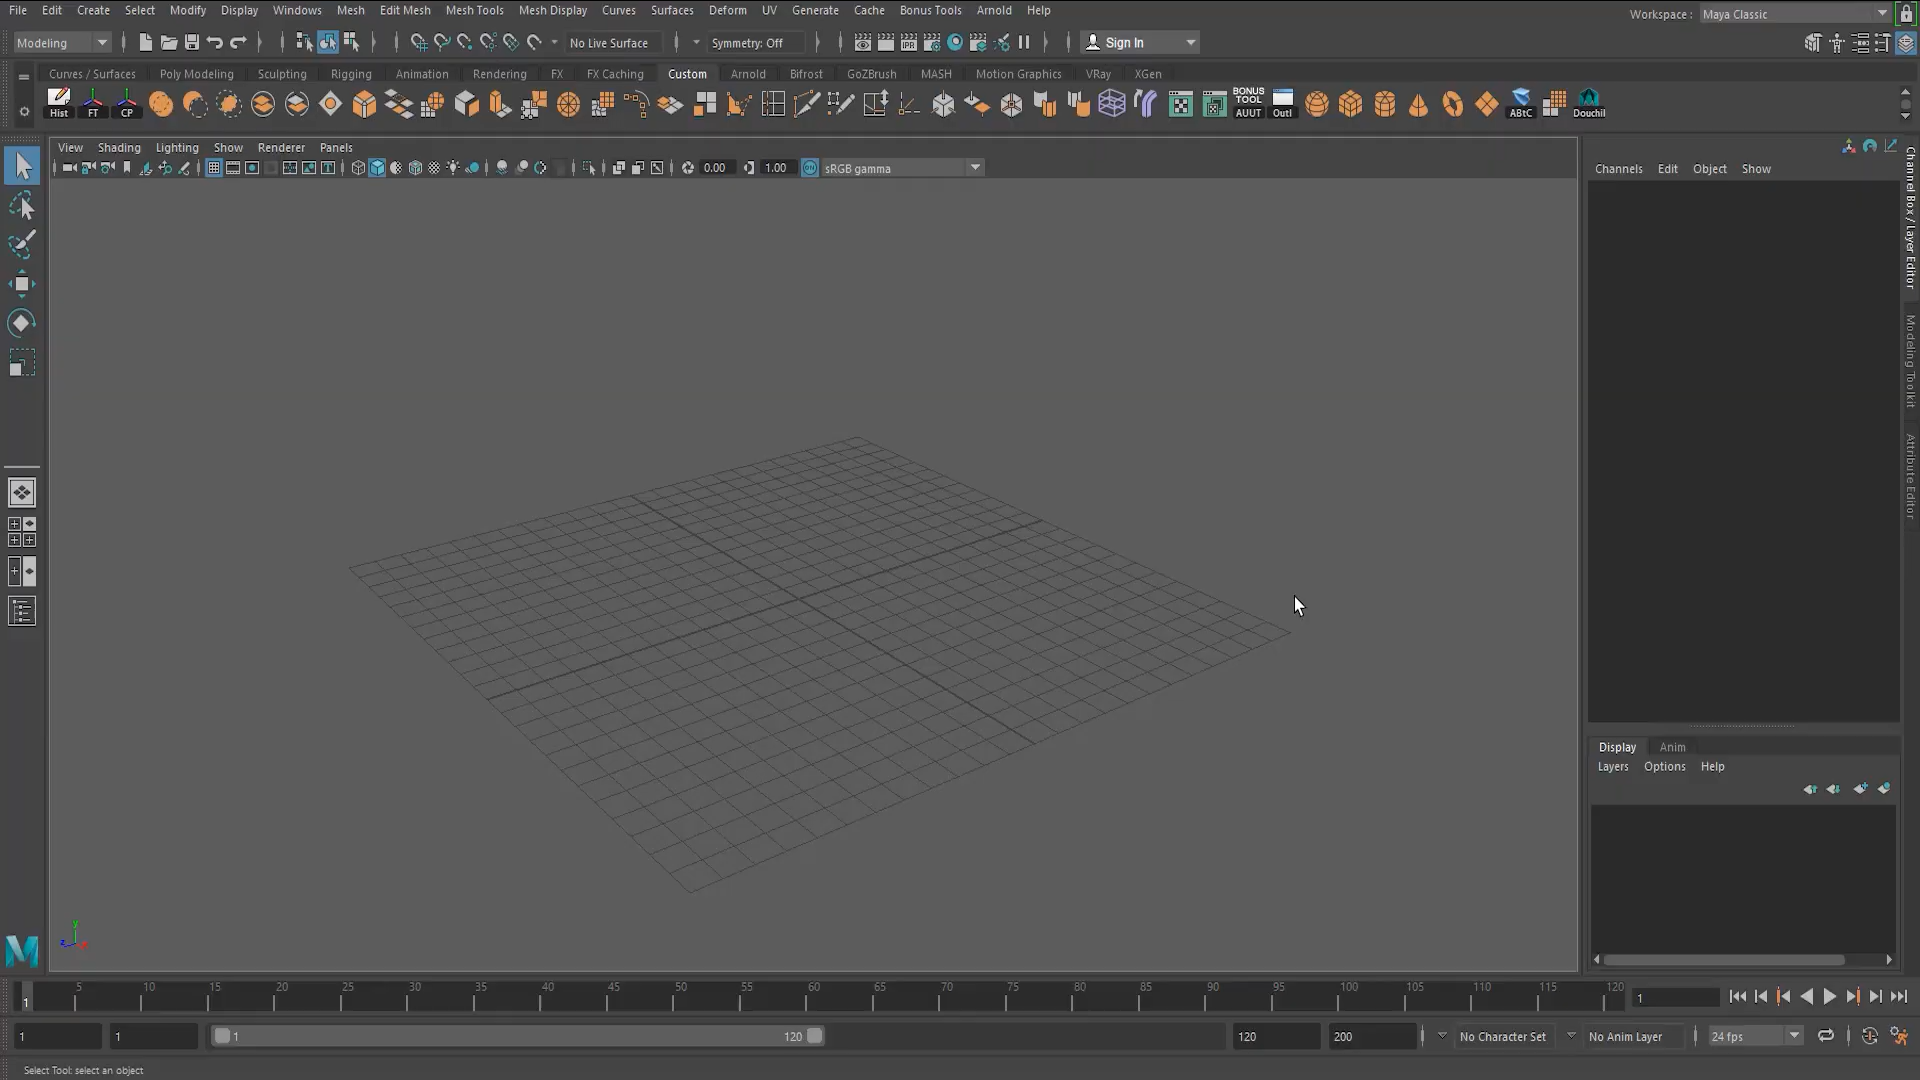 File Edit Create Select Modify Display Windows Mesh Edit Mesh Mesh Tools Mesh Display Curves Surfaces Deform UV Generate Cache Bonus Tools Arnold Help
Workspace : Maya Classic
Modeling No Live Surface Symmetry: Off IPR Sign In
Curves / Surfaces Poly Modeling Sculpting Rigging Animation Rendering FX FX Caching Custom Arnold Bifrost GoZBrush MASH Motion Graphics VRay XGen
BONUS
TOOL
Hist FT CP AUUT Outl ABtC Douchil
View Shading Lighting Show Renderer Panels
0.00 1.00 ON sRGB gamma
Channels Edit Object Show
Channel Box / Layer Editor
Modeling Toolkit
Attribute Editor
Display Anim
Layers Options Help
y
z x
M
1 5 10 15 20 25 30 35 40 45 50 55 60 65 70 75 80 85 90 95 100 105 110 115 120 1
1 1 1 120 120 200 No Character Set No Anim Layer 24 fps
Select Tool: select an object